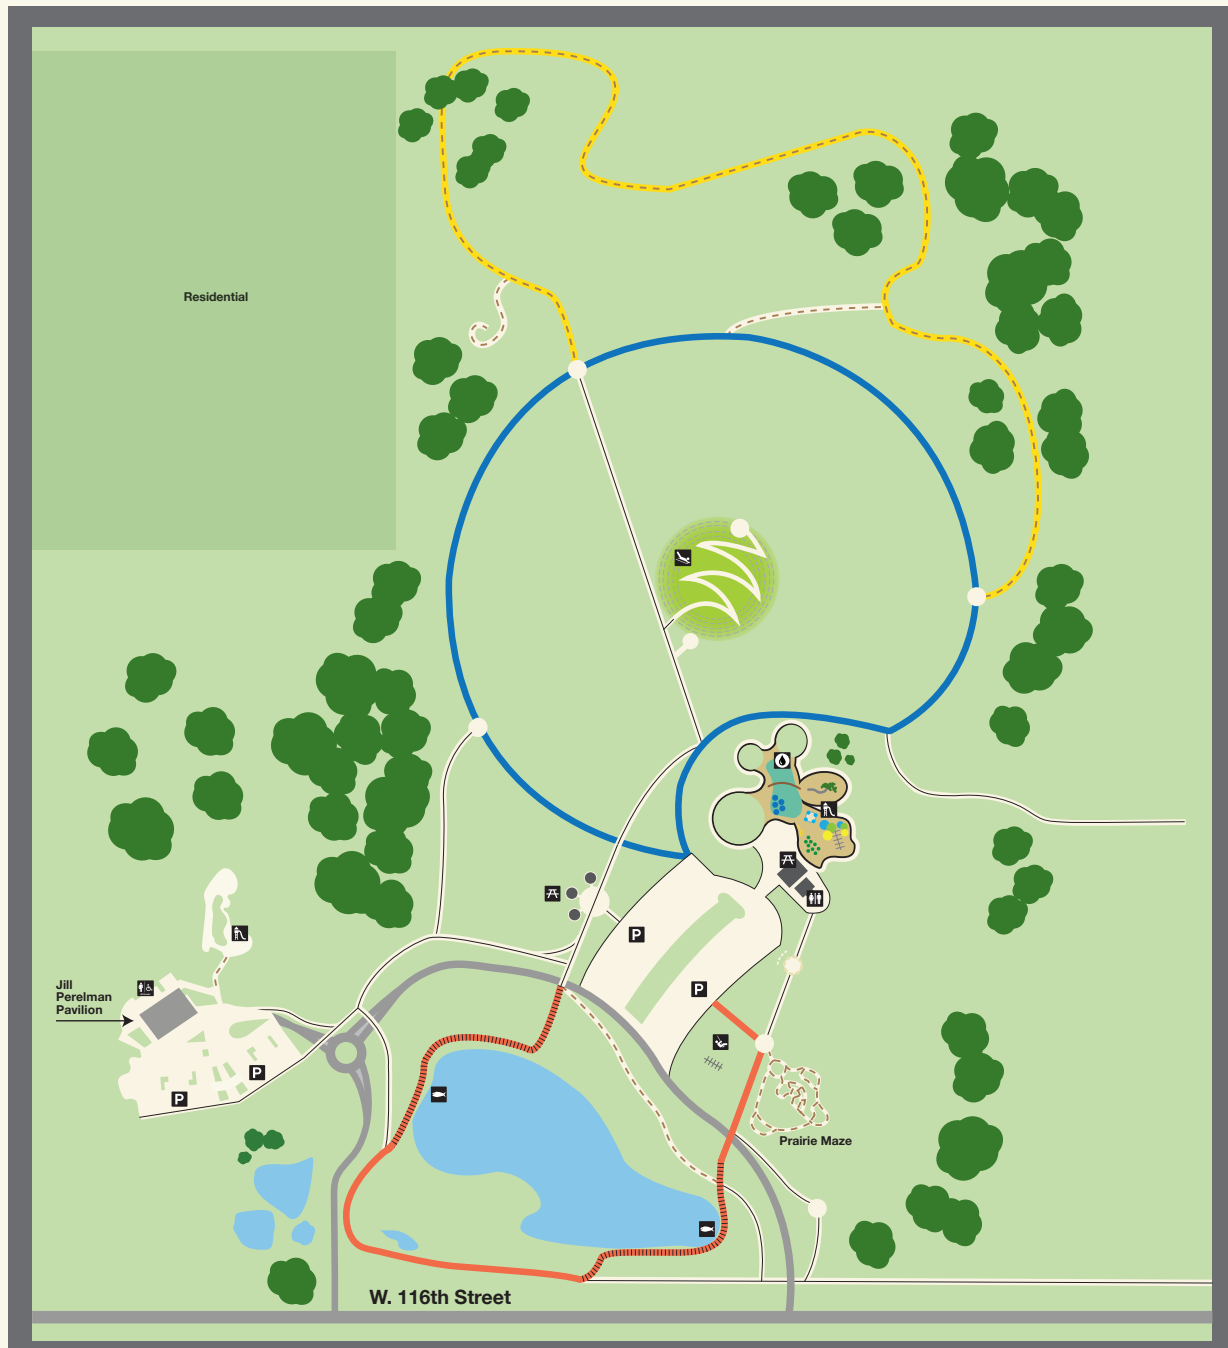 Residential
Jill
Perelman
Pavilion
P
P
P
P
Prairie Maze
W. 116th Street